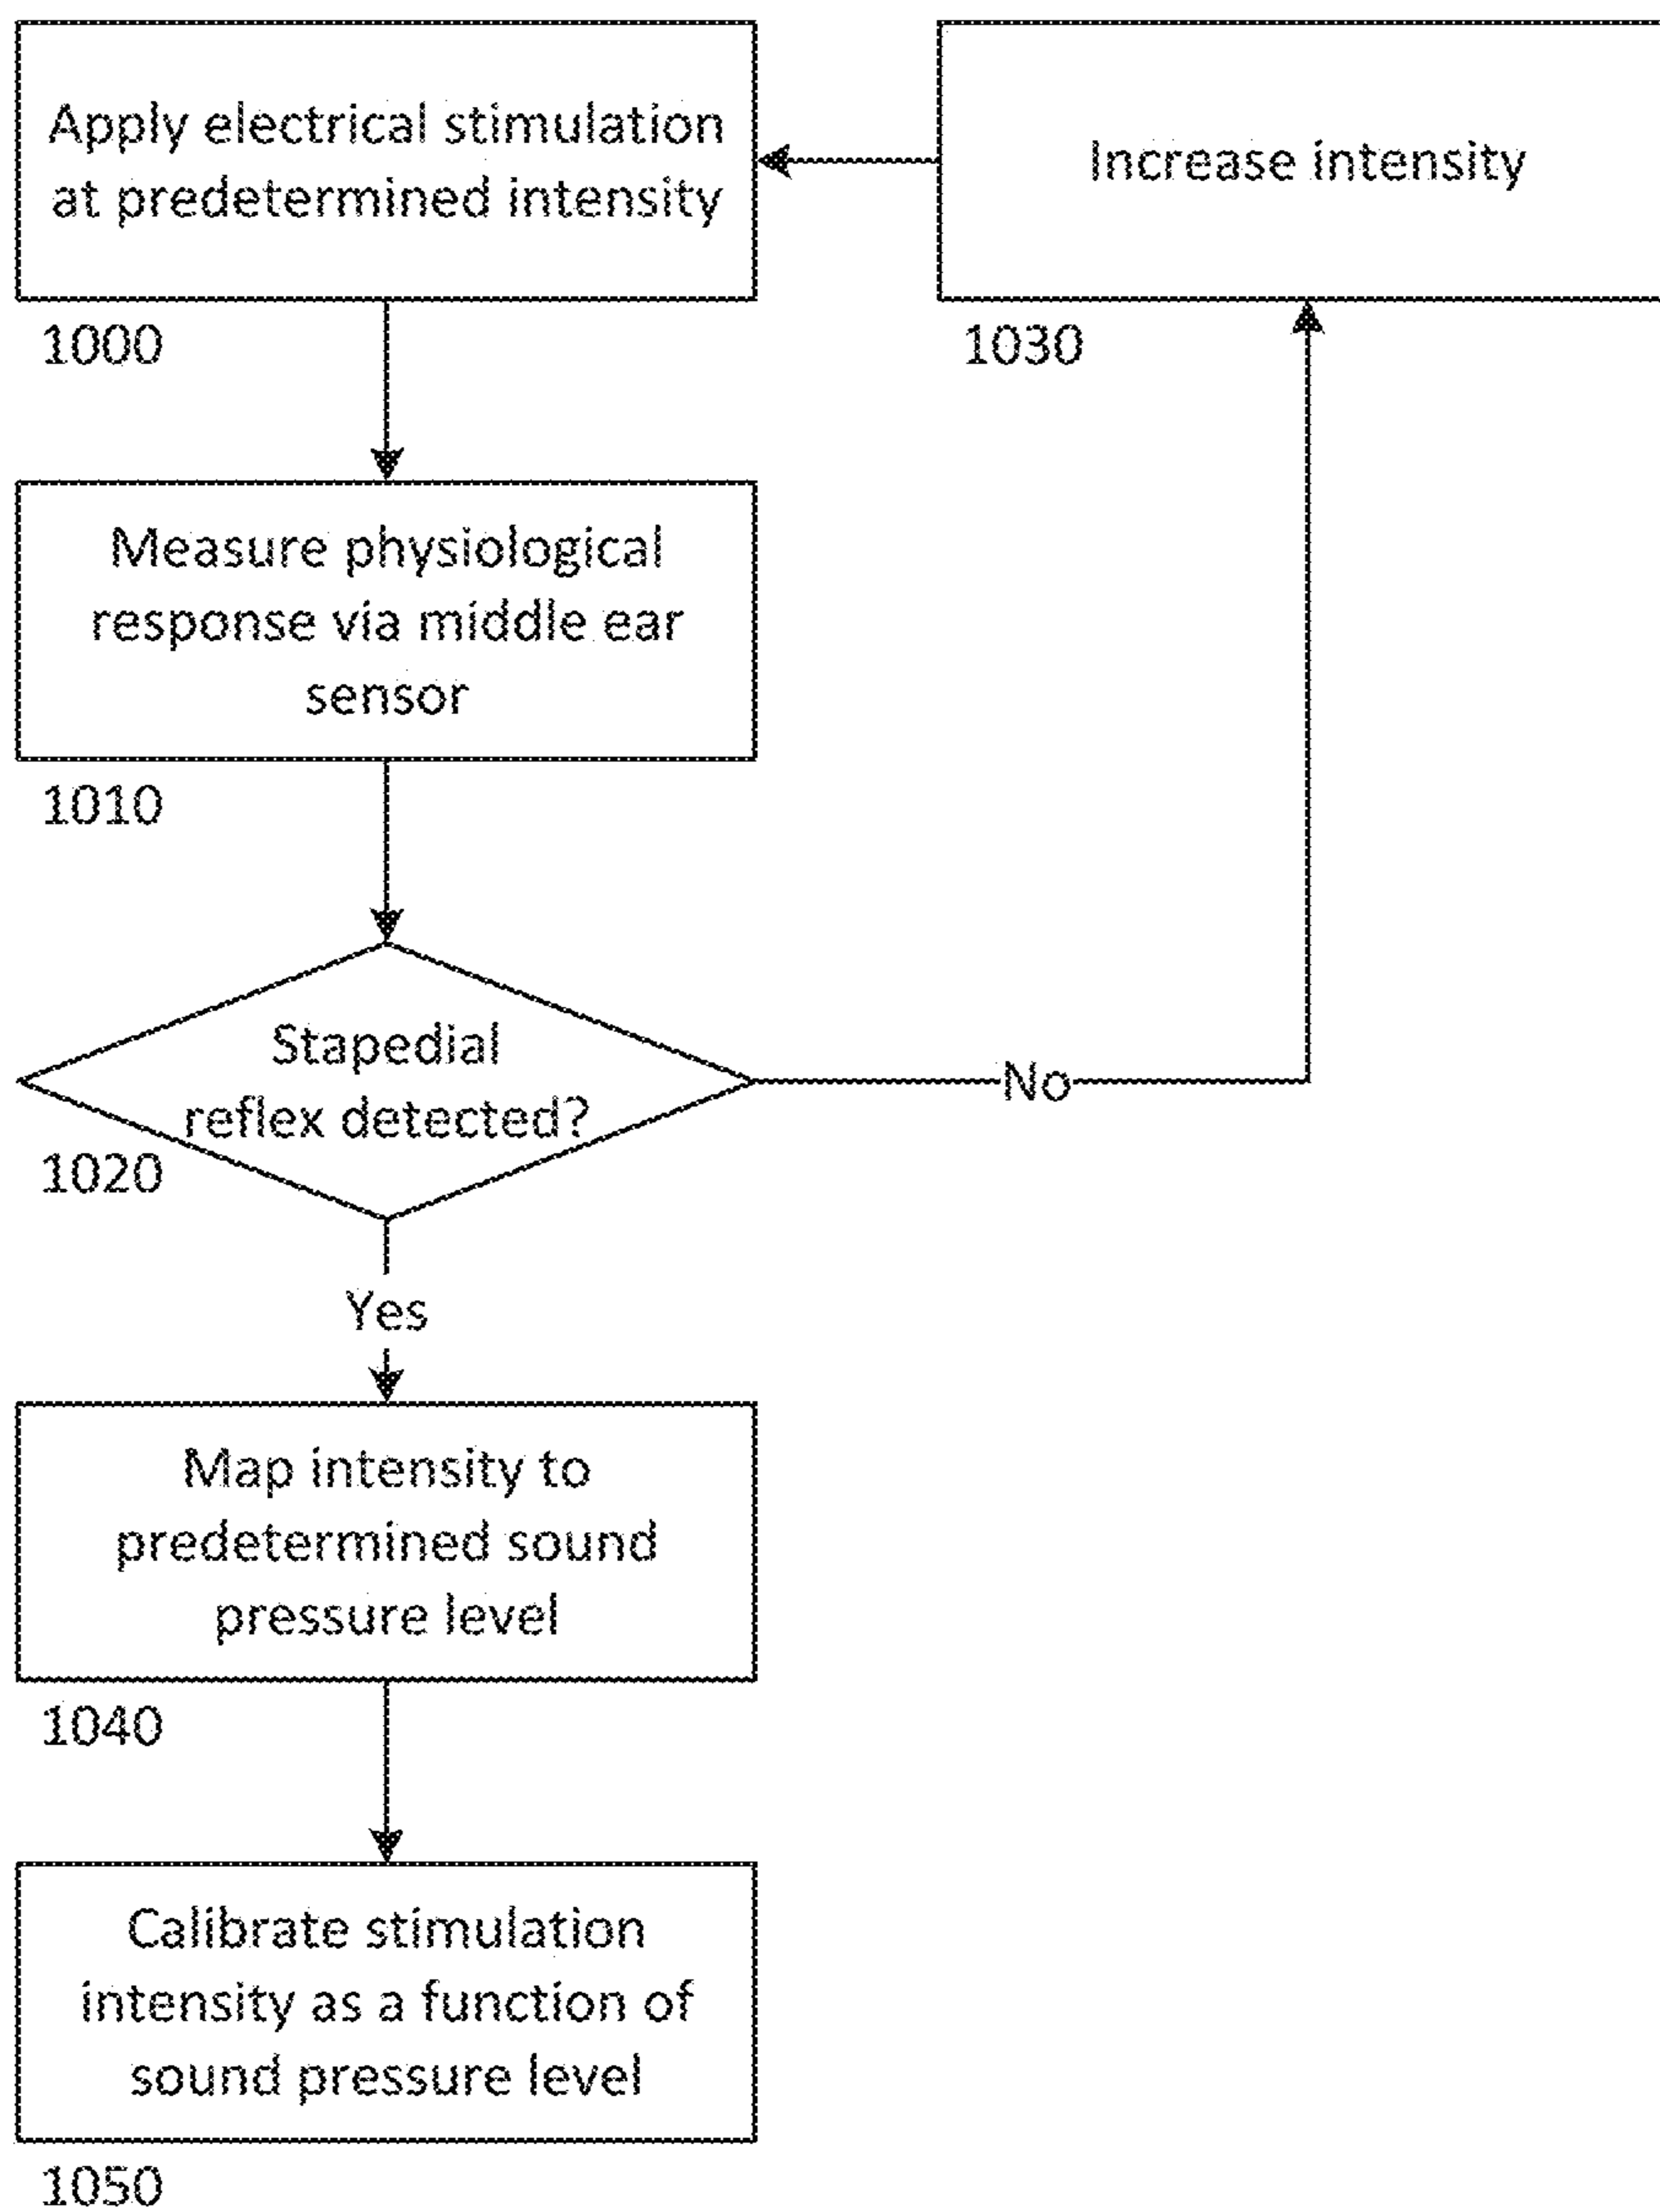 Apply electrical stimulation
at predetermined intensity
1000
Increase intensity
1030
Measure physiological
response via middle ear
sensor
1010
Stapedial
reflex detected?
1020
No
Yes
Map intensity to
predetermined sound
pressure level
1040
Calibrate stimulation
intensity as a function of
sound pressure level
1050